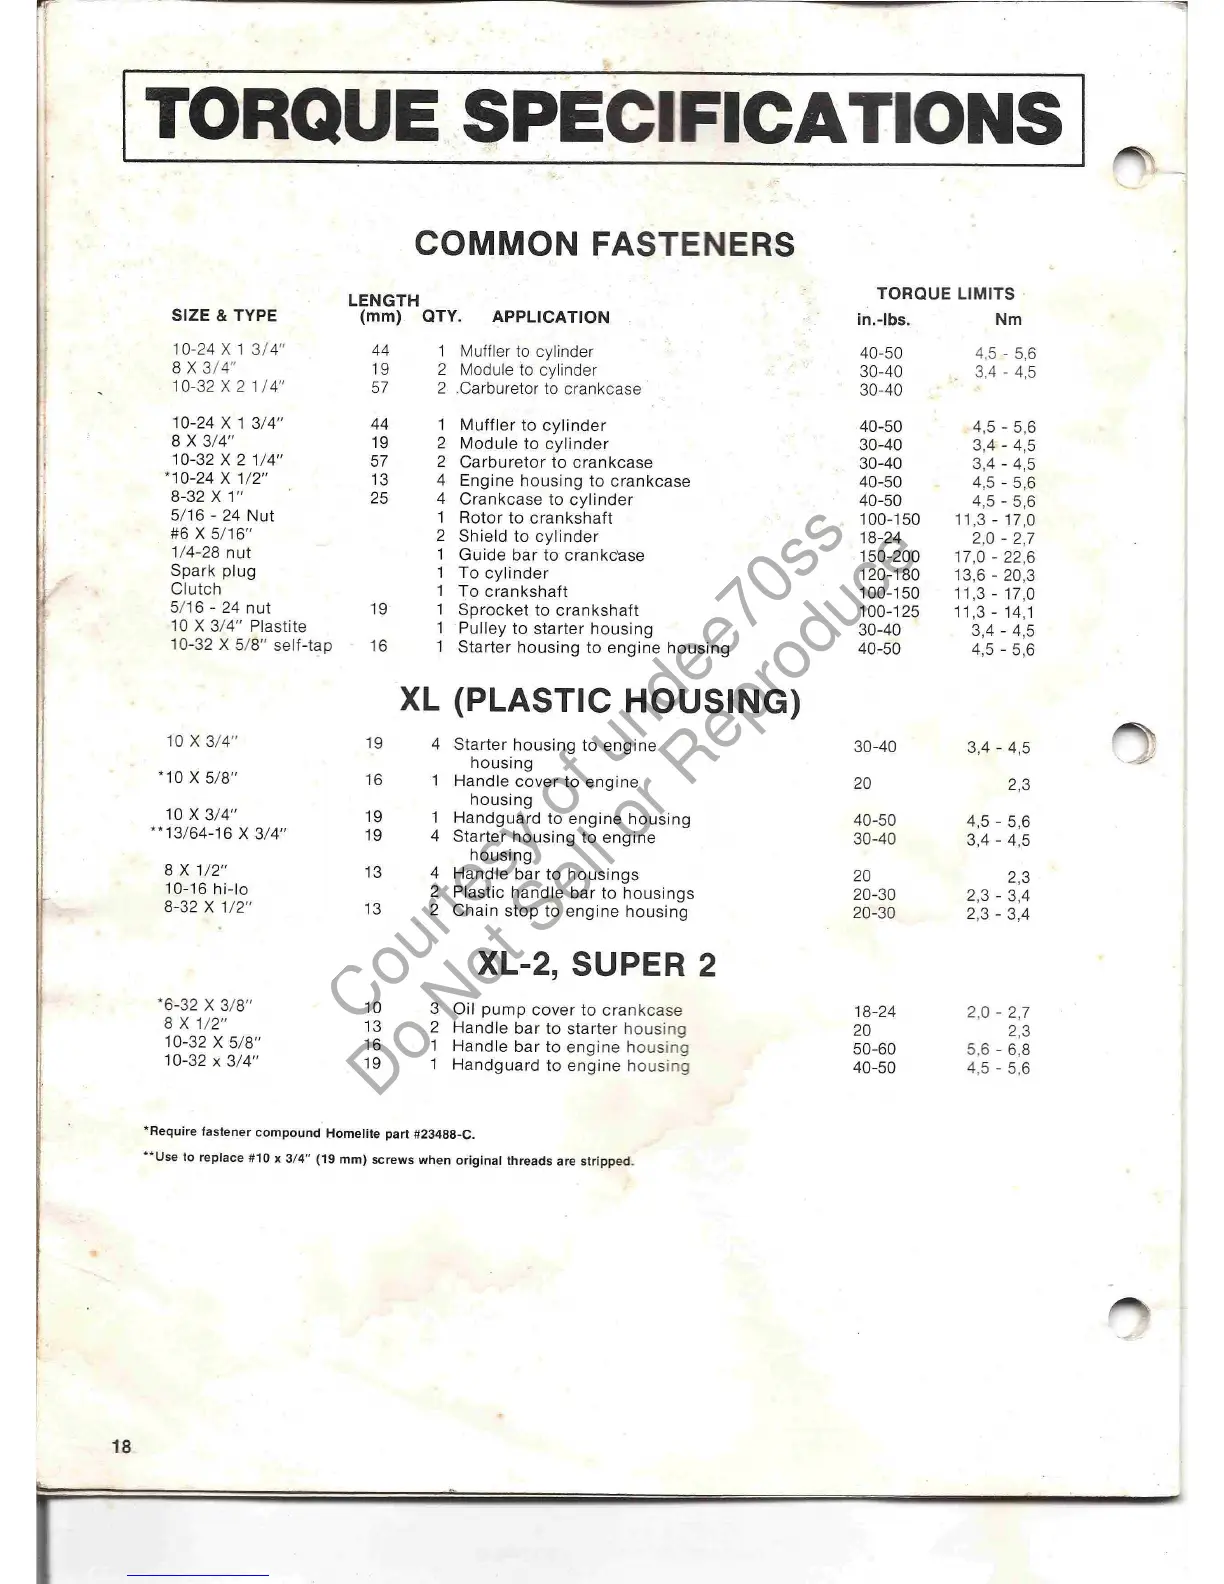 TORQUE SPECIFICATIONS
COMMON FASTENERS
SIZE & TYPE LENGTH (mm) QTY. APPLICATION TORQUE LIMITS in.-lbs. Nm
10-24 X 1 3/4" 44 1 Muffler to cylinder 40-50 4,5 - 5,6
8 X 3/4" 19 2 Module to cylinder 30-40 3,4 - 4,5
10-32 X 2 1/4" 57 2 Carburetor to crankcase 30-40
10-24 X 1 3/4" 44 1 Muffler to cylinder 40-50 4,5 - 5,6
8 X 3/4" 19 2 Module to cylinder 30-40 3,4 - 4,5
10-32 X 2 1/4" 57 2 Carburetor to crankcase 30-40 3,4 - 4,5
*10-24 X 1/2" 13 4 Engine housing to crankcase 40-50 4,5 - 5,6
8-32 X 1" 25 4 Crankcase to cylinder 40-50 4,5 - 5,6
5/16 - 24 Nut 1 Rotor to crankshaft 100-150 11,3 - 17,0
#6 X 5/16" 2 Shield to cylinder 18-24 2,0 - 2,7
1/4-28 nut 1 Guide bar to crankcase 150-200 17,0 - 22,6
Spark plug 1 To cylinder 120-180 13,6 - 20,3
Clutch 1 To crankshaft 100-150 11,3 - 17,0
5/16 - 24 nut 19 1 Sprocket to crankshaft 100-125 11,3 - 14,1
10 X 3/4" Plastite 1 Pulley to starter housing 30-40 3,4 - 4,5
10-32 X 5/8" self-tap 16 1 Starter housing to engine housing 40-50 4,5 - 5,6
XL (PLASTIC HOUSING)
10 X 3/4" 19 4 Starter housing to engine 30-40 3,4 - 4,5
housing
*10 X 5/8" 16 1 Handle cover to engine 20 2,3
housing
10 X 3/4" 19 1 Handguard to engine housing 40-50 4,5 - 5,6
**13/64-16 X 3/4" 19 4 Starter housing to engine 30-40 3,4 - 4,5
housing
8 X 1/2" 13 4 Handle bar to housings 20 2,3
10-16 hi-lo 2 Plastic handle bar to housings 20-30 2,3 - 3,4
8-32 X 1/2" 13 2 Chain stop to engine housing 20-30 2,3 - 3,4
XL-2, SUPER 2
*6-32 X 3/8" 10 3 Oil pump cover to crankcase 18-24 2,0 - 2,7
8 X 1/2" 13 2 Handle bar to starter housing 20 2,3
10-32 X 5/8" 16 1 Handle bar to engine housing 50-60 5,6 - 6,8
10-32 x 3/4" 19 1 Handguard to engine housing 40-50 4,5 - 5,6
*Require fastener compound Homelite part #23488-C.
**Use to replace #10 x 3/4" (19 mm) screws when original threads are stripped.
18
Courtesy of undee70ss
Do Not Sell or Reproduce